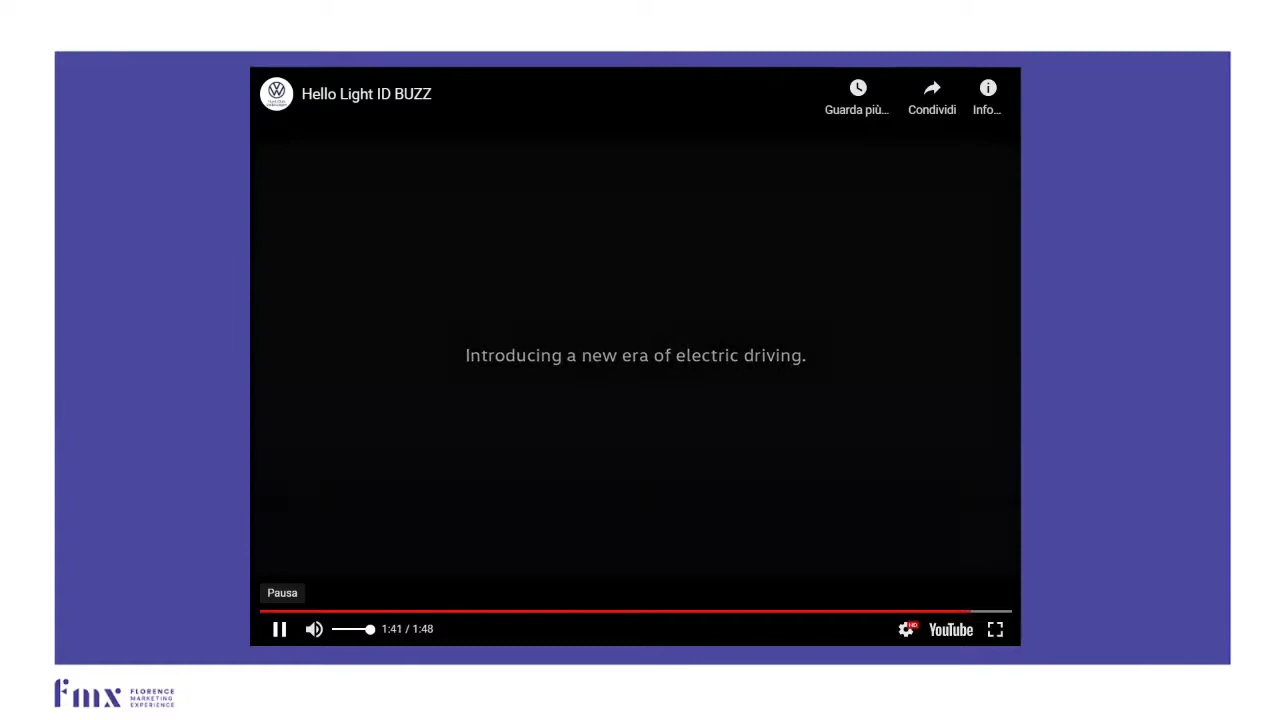 Hello Light ID BUZZ
Guarda più...
Condividi
Info...
Introducing a new era of electric driving.
Pausa
1:41 / 1:48
HD
YouTube
fmx
FLORENCE
MARKETING
EXPERIENCE